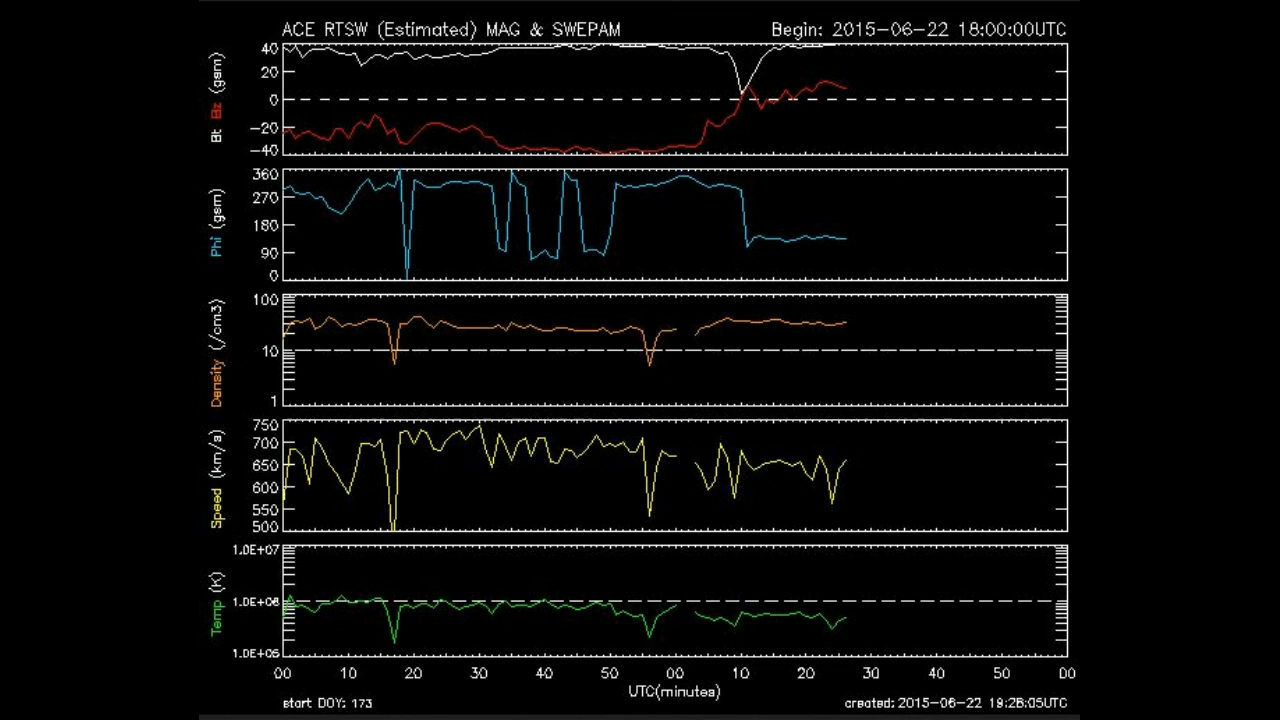 ACE RTSW (Estimated) MAG & SWEPAM Begin: 2015-06-22 18:00:00UTC
Bt Bz (gsm)
40
20
0
-20
-40
Phi (gsm)
360
270
180
90
0
Density (/cm3)
100
10
1
Speed (km/s)
750
700
650
600
550
500
Temp (K)
1.0E+07
1.0E+06
1.0E+05
00 10 20 30 40 50 00 10 20 30 40 50 00
UTC(minutes)
start DOY: 173 created: 2015-06-22 19:26:05UTC